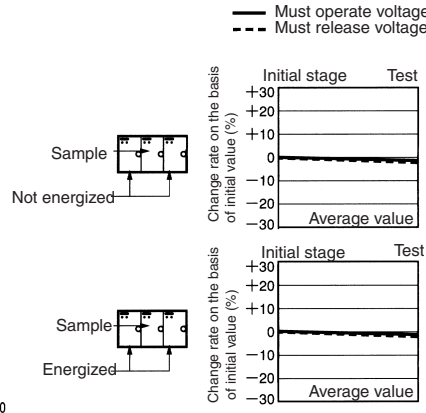 Must operate voltage
Must release voltage
Initial stage Test
Change rate on the basis
of initial value (%)
+30
+20
+10
0
−10
−20
−30
Average value
Sample
Not energized
Initial stage Test
Change rate on the basis
of initial value (%)
+30
+20
+10
0
−10
−20
−30
Average value
Sample
Energized
0